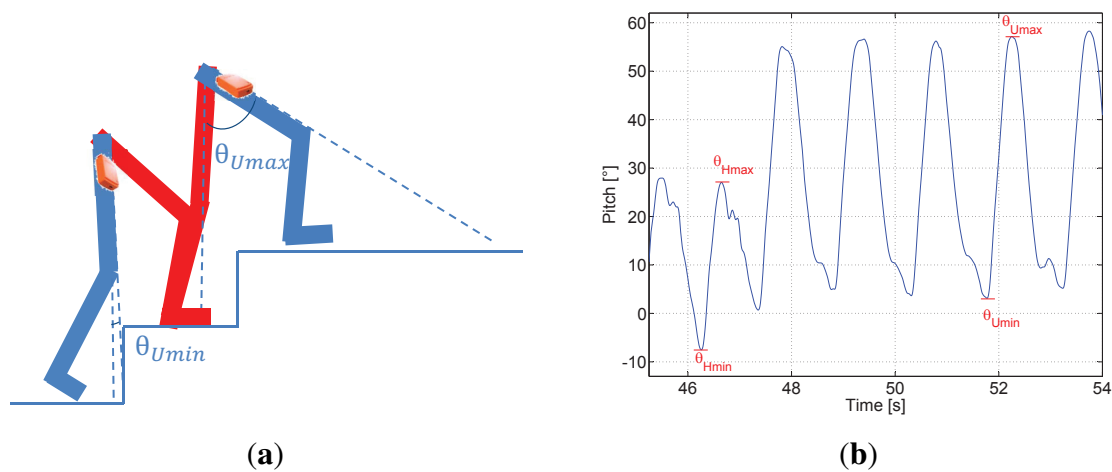 θUmax
θUmin
(a)
Pitch [°]
60
50
40
30
20
10
0
-10
θHmax
θHmin
θUmax
θUmin
46
48
50
52
54
Time [s]
(b)